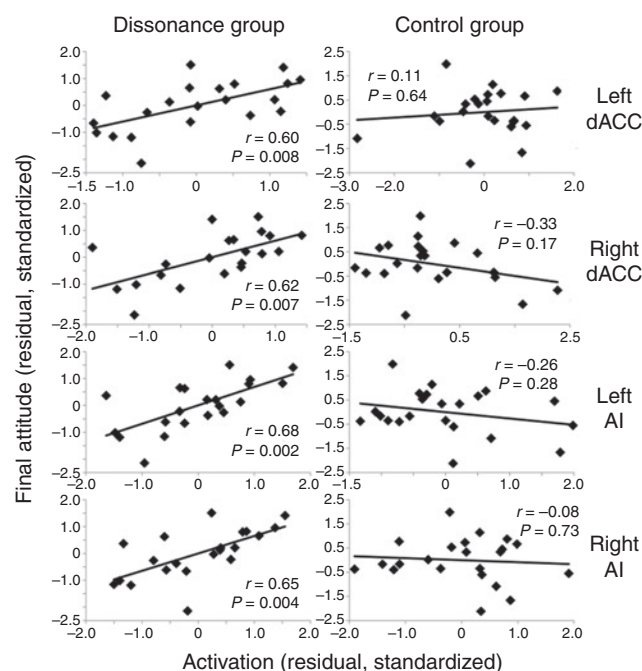 Dissonance group
Control group
Final attitude (residual, standardized)
2.0
1.0
0
−1.0
−2.5
r = 0.60
P = 0.008
−1.5 −1.0 0 1.0
2.5
1.5
0.5
−0.5
−1.5
−2.5
r = 0.11
P = 0.64
−3.0 −2.0 −1.0 0 1.0 2.0
Left
dACC
2.0
1.0
0
−1.0
−2.5
r = 0.62
P = 0.007
−2.0 −1.0 0 1.0
2.5
1.5
0.5
−0.5
−1.5
−2.5
r = −0.33
P = 0.17
−1.5 0.5 1.5 2.5
Right
dACC
2.0
1.0
0
−1.0
−2.5
r = 0.68
P = 0.002
−2.0 −1.0 0 1.0 2.0
2.5
1.5
0.5
−0.5
−1.5
−2.5
r = −0.26
P = 0.28
−1.0 0 1.0 2.0
Left
AI
2.0
1.0
0
−1.0
−2.5
r = 0.65
P = 0.004
−2.0 −1.0 0 1.0 2.0
2.5
1.5
0.5
−0.5
−1.5
−2.5
r = −0.08
P = 0.73
−2.0 −1.0 0 1.0 2.0
Right
AI
Activation (residual, standardized)